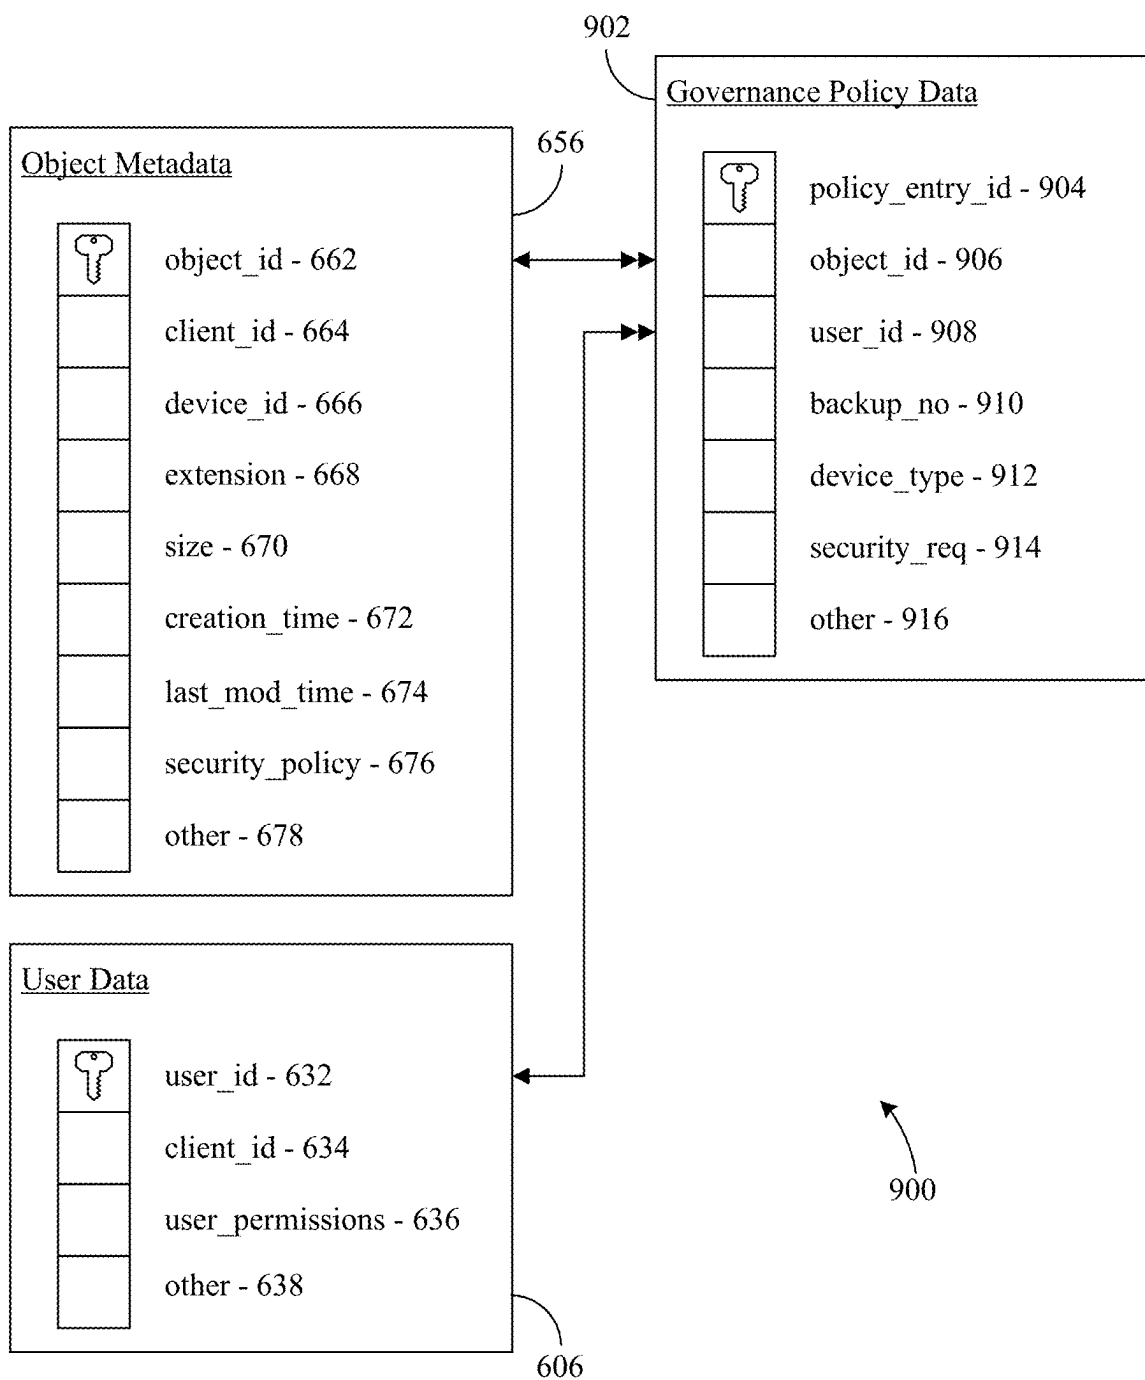 902
Governance Policy Data
policy_entry_id - 904
object_id - 906
user_id - 908
backup_no - 910
device_type - 912
security_req - 914
other - 916
656
Object Metadata
object_id - 662
client_id - 664
device_id - 666
extension - 668
size - 670
creation_time - 672
last_mod_time - 674
security_policy - 676
other - 678
User Data
user_id - 632
client_id - 634
user_permissions - 636
other - 638
606
900